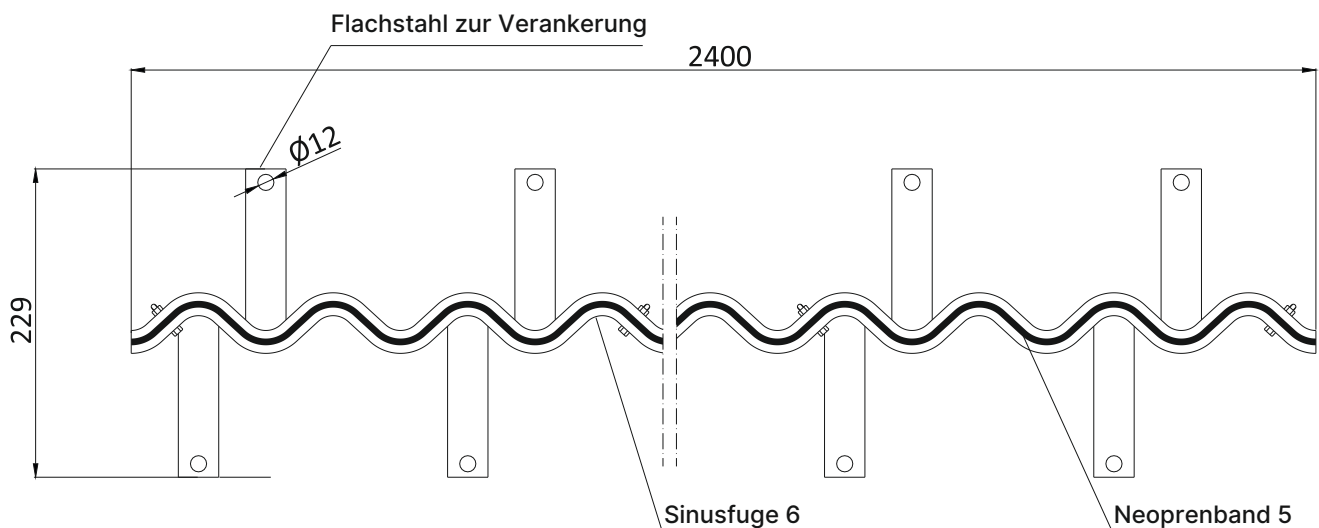 Flachstahl zur Verankerung
2400
Ø12
229
Sinusfuge 6
Neoprenband 5